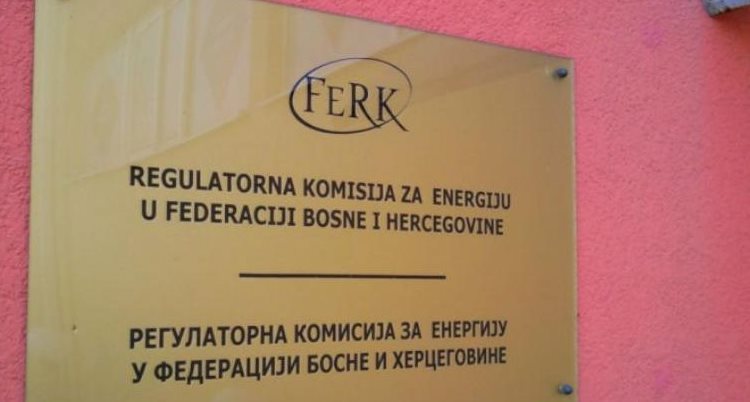 FERK
REGULATORNA KOMISIJA ZA ENERGIJU
U FEDERACIJI BOSNE I HERCEGOVINE
РЕГУЛАТОРНА КОМИСИЈА ЗА ЕНЕРГИЈУ
У ФЕДЕРАЦИЈИ БОСНЕ И ХЕРЦЕГОВИНЕ